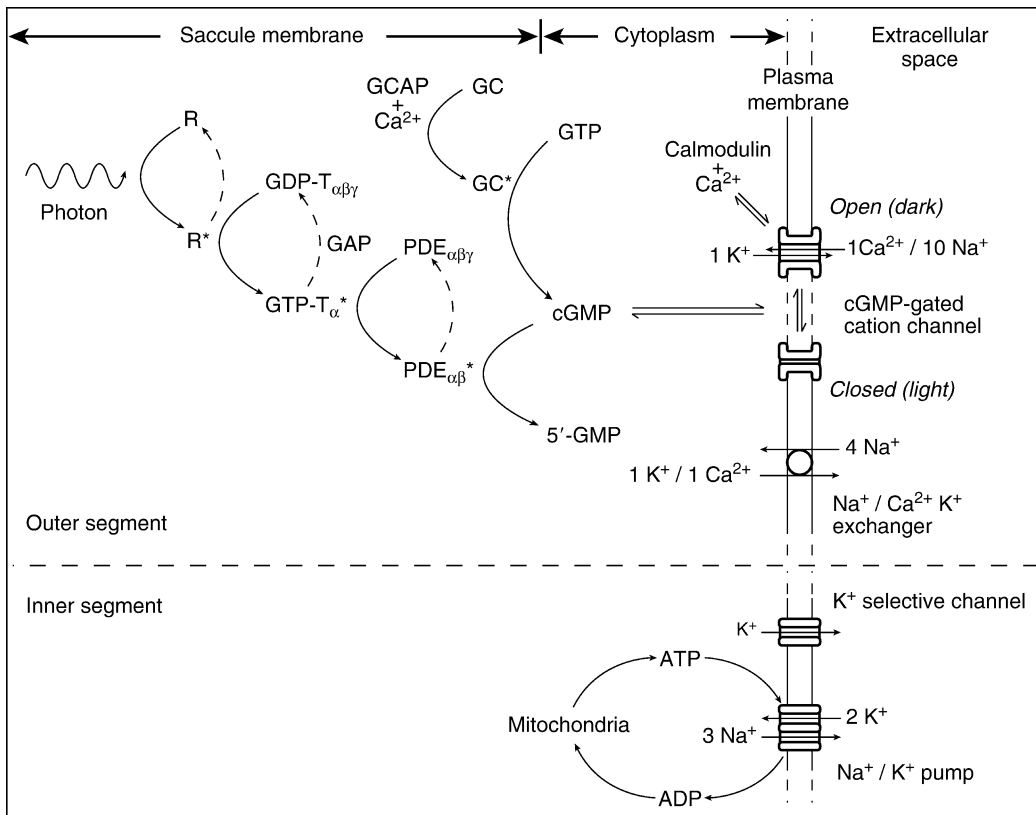 Saccule membrane
Cytoplasm
Extracellular
space
Plasma
membrane
GCAP
+
Ca²⁺
GC
R
GTP
Calmodulin
+
Ca²⁺
Photon
GDP-Tαβγ
GC*
Open (dark)
R*
GAP
PDEαβγ
1 K⁺
1Ca²⁺ / 10 Na⁺
GTP-Tα*
cGMP
cGMP-gated
cation channel
PDEαβ*
Closed (light)
5′-GMP
4 Na⁺
1 K⁺ / 1 Ca²⁺
Na⁺ / Ca²⁺ K⁺
exchanger
Outer segment
Inner segment
K⁺ selective channel
K⁺
ATP
Mitochondria
2 K⁺
3 Na⁺
Na⁺ / K⁺ pump
ADP